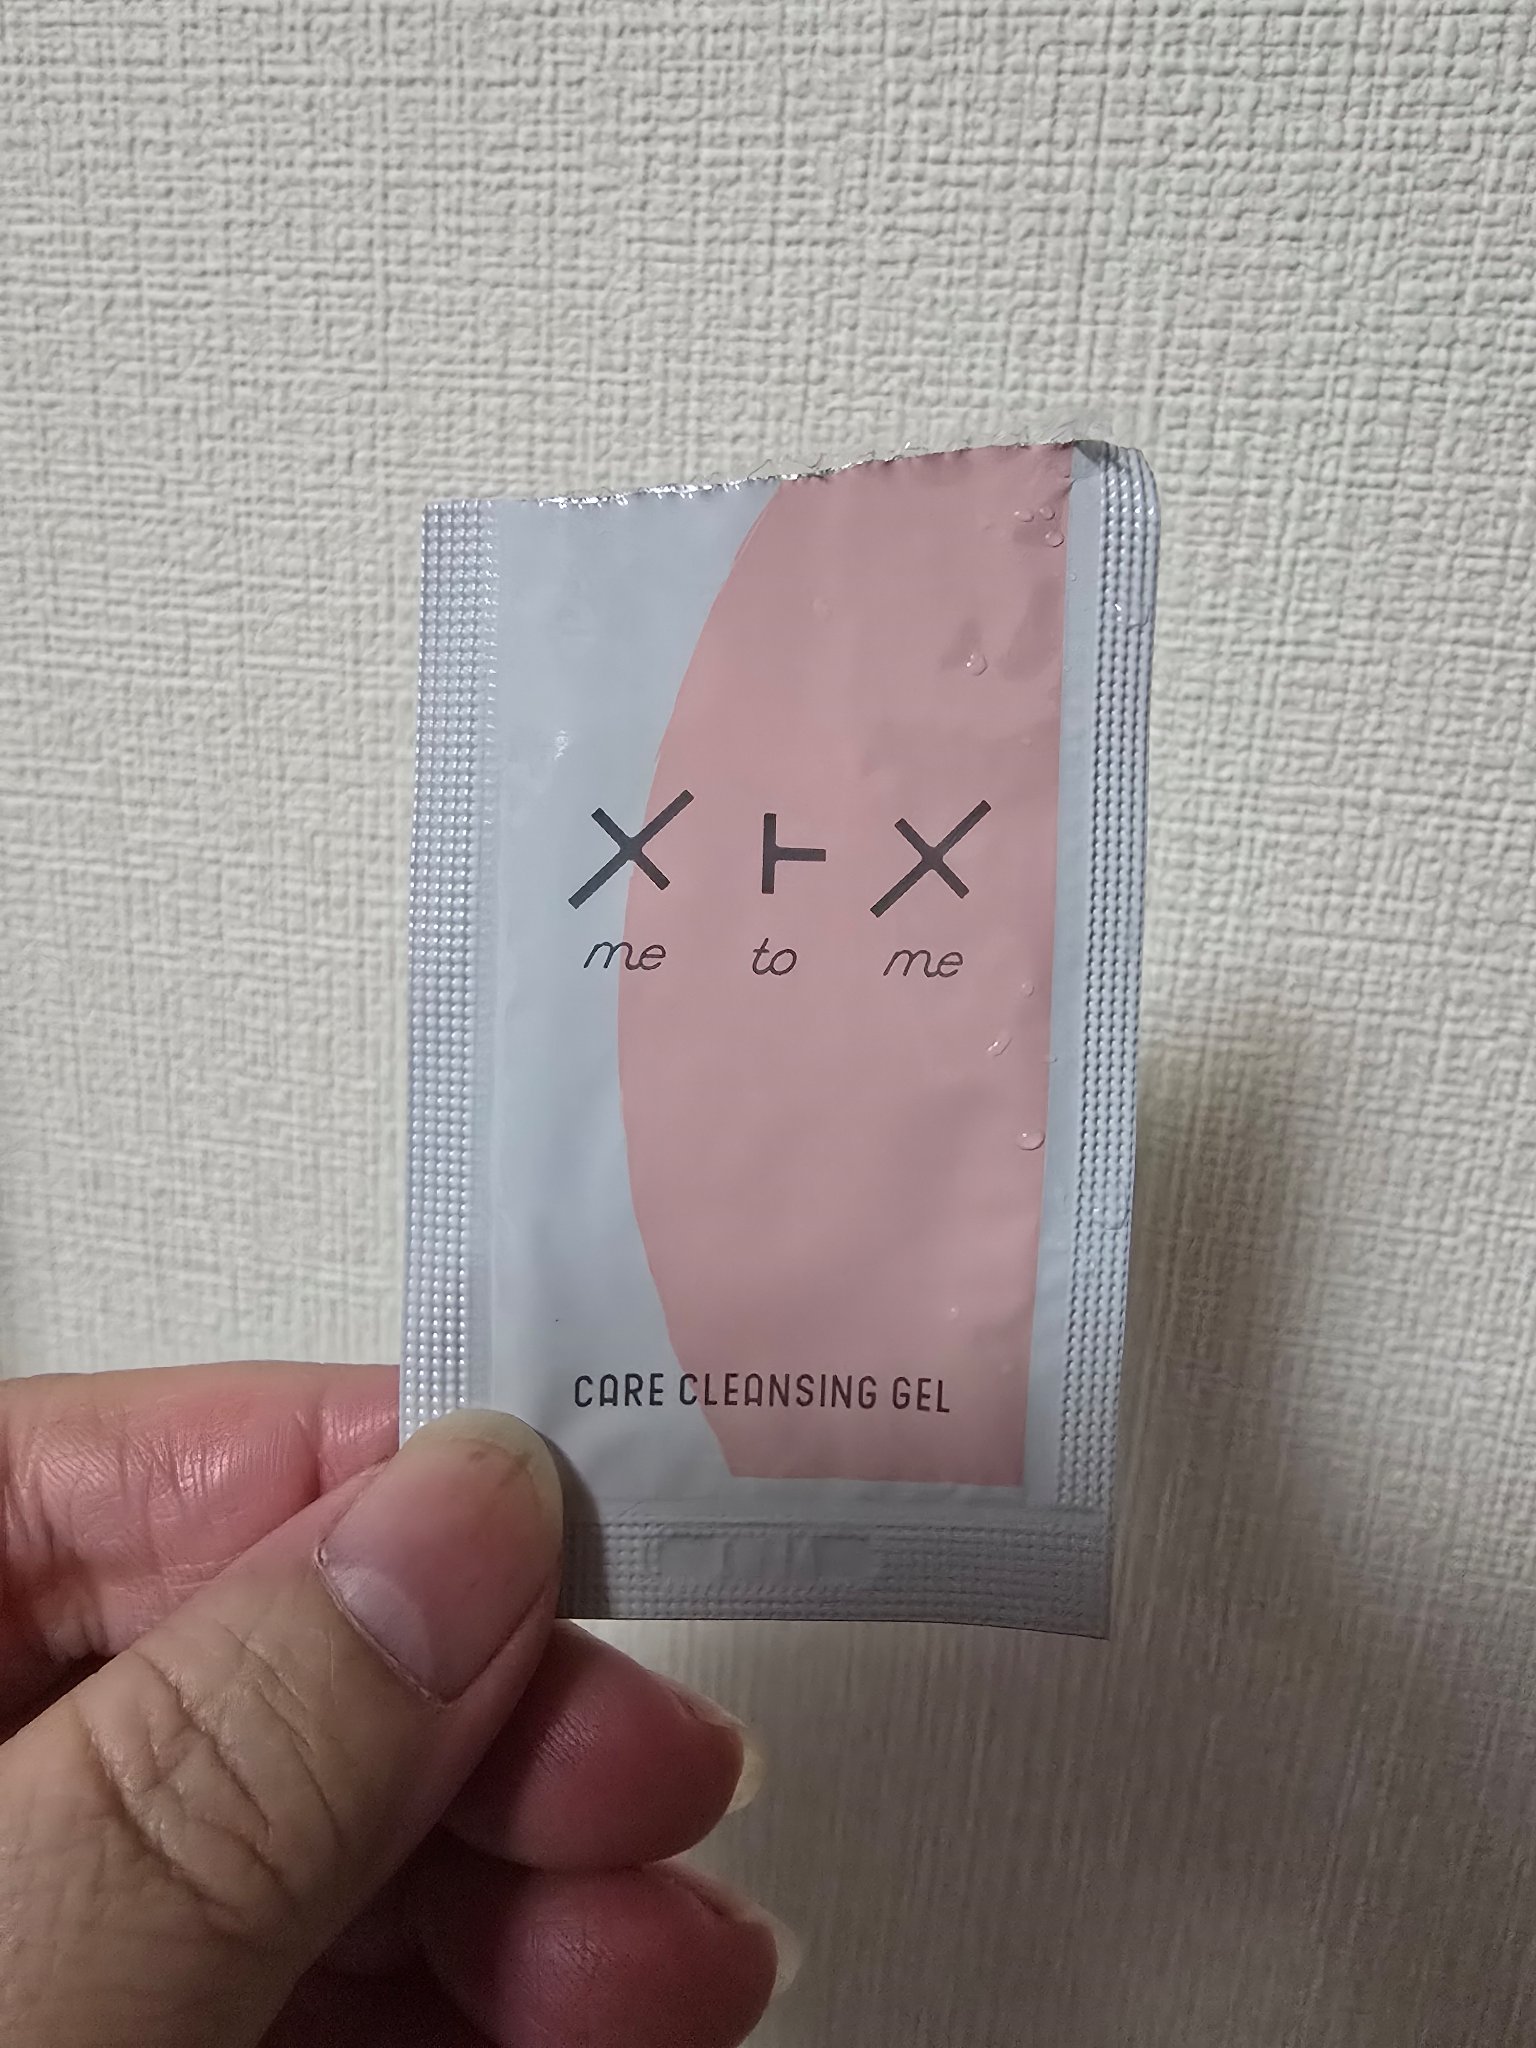 メトメ
me to me
CARE CLEANSING GEL